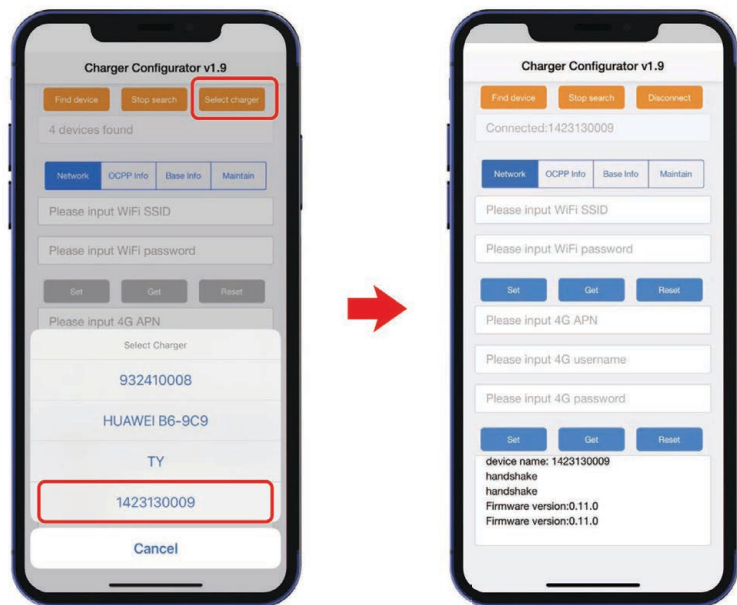 Charger Configurator v1.9
Find device Stop search Select charger
4 devices found
Network OCPP Info Base Info Maintain
Please input WiFi SSID
Please input WiFi password
Set Get Reset
Please input 4G APN
Select Charger
932410008
HUAWEI B6-9C9
TY
1423130009
Cancel
Charger Configurator v1.9
Find device Stop search Disconnect
Connected:1423130009
Network OCPP Info Base Info Maintain
Please input WiFi SSID
Please input WiFi password
Set Get Reset
Please input 4G APN
Please input 4G username
Please input 4G password
Set Get Reset
device name: 1423130009
handshake
handshake
Firmware version:0.11.0
Firmware version:0.11.0